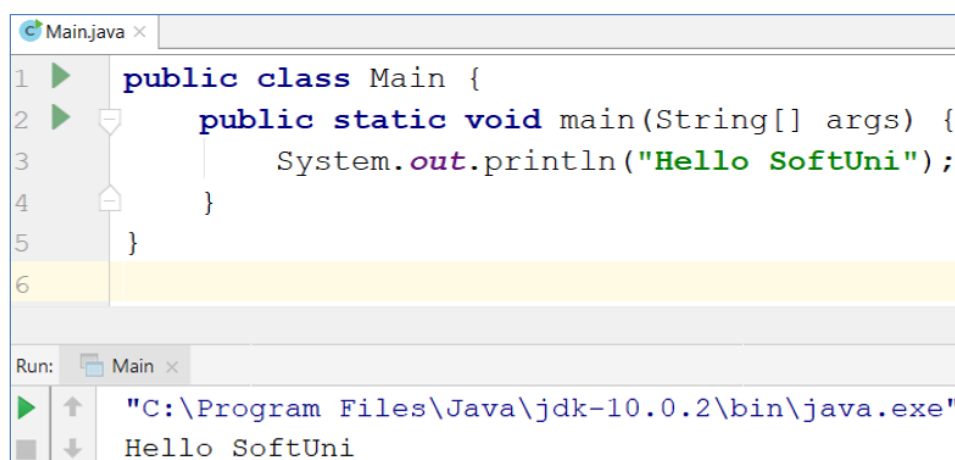 Main.java
1 public class Main {
2 public static void main(String[] args) {
3 System.out.println("Hello SoftUni");
4 }
5 }
6
Run: Main
"C:\Program Files\Java\jdk-10.0.2\bin\java.exe"
Hello SoftUni